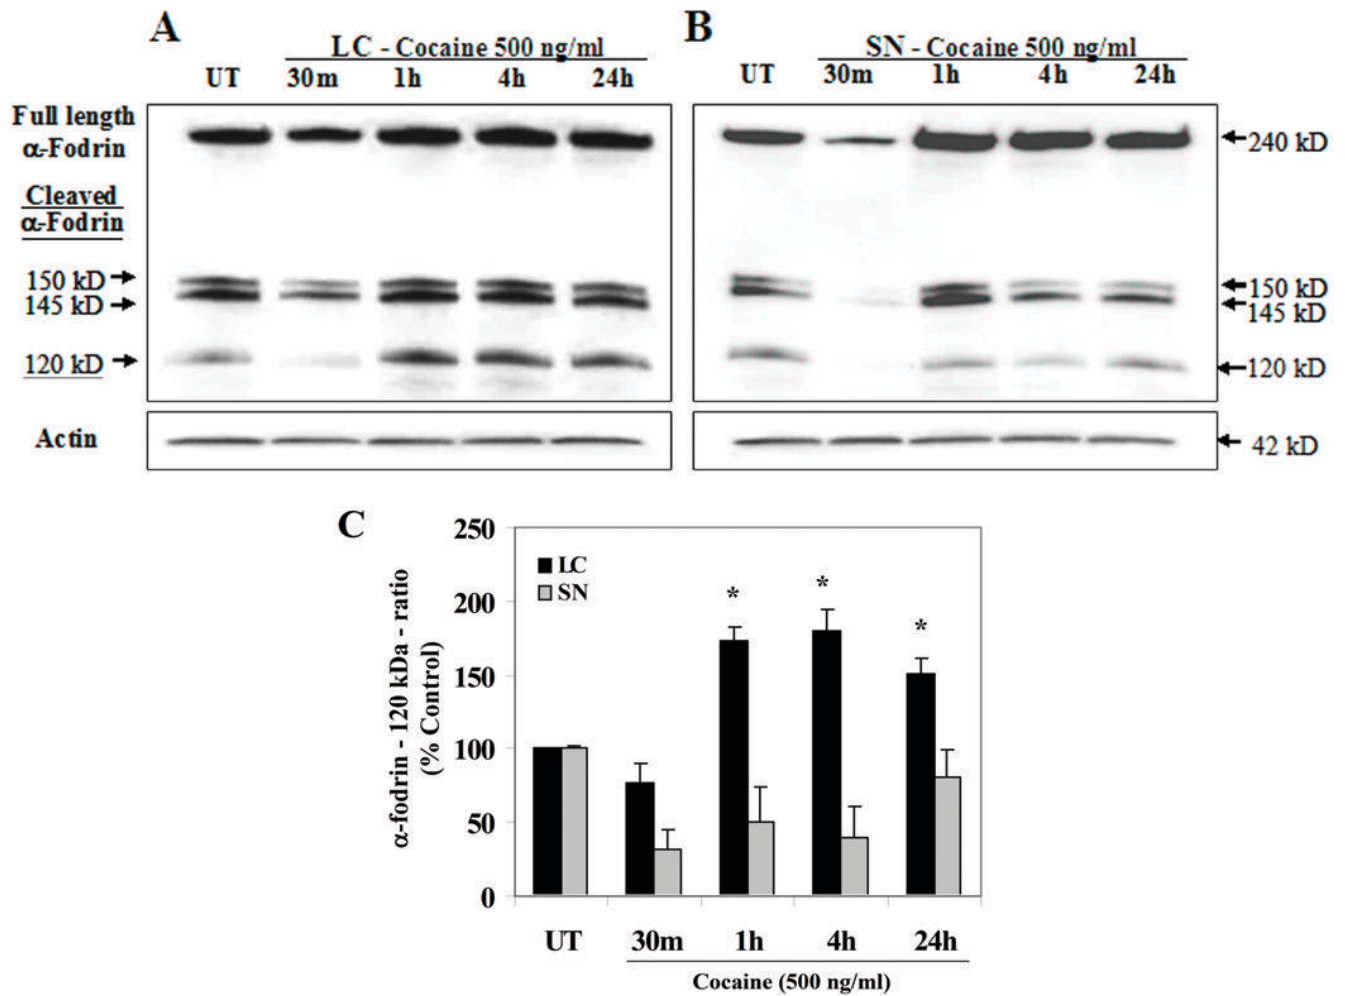 A
LC - Cocaine 500 ng/ml
UT 30m 1h 4h 24h
B
SN - Cocaine 500 ng/ml
UT 30m 1h 4h 24h
Full length
α-Fodrin
Cleaved
α-Fodrin
150 kD
145 kD
120 kD
Actin
240 kD
150 kD
145 kD
120 kD
42 kD
C
α-fodrin - 120 kDa - ratio
(% Control)
250
200
150
100
50
0
LC
SN
*
*
*
UT 30m 1h 4h 24h
Cocaine (500 ng/ml)